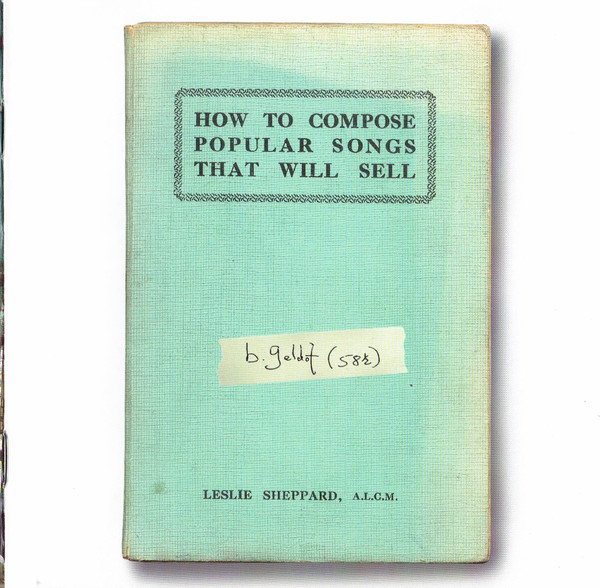 HOW TO COMPOSE
POPULAR SONGS
THAT WILL SELL
b. geldof (58½)
LESLIE SHEPPARD, A.L.C.M.